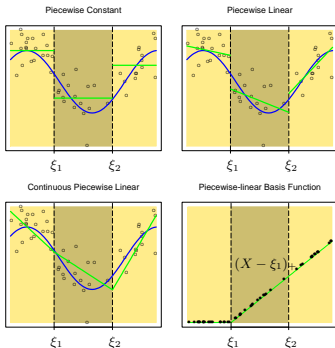 Piecewise Constant
Piecewise Linear
ξ1 ξ2
ξ1 ξ2
Continuous Piecewise Linear
Piecewise-linear Basis Function
(X − ξ1)+
ξ1 ξ2
ξ1 ξ2